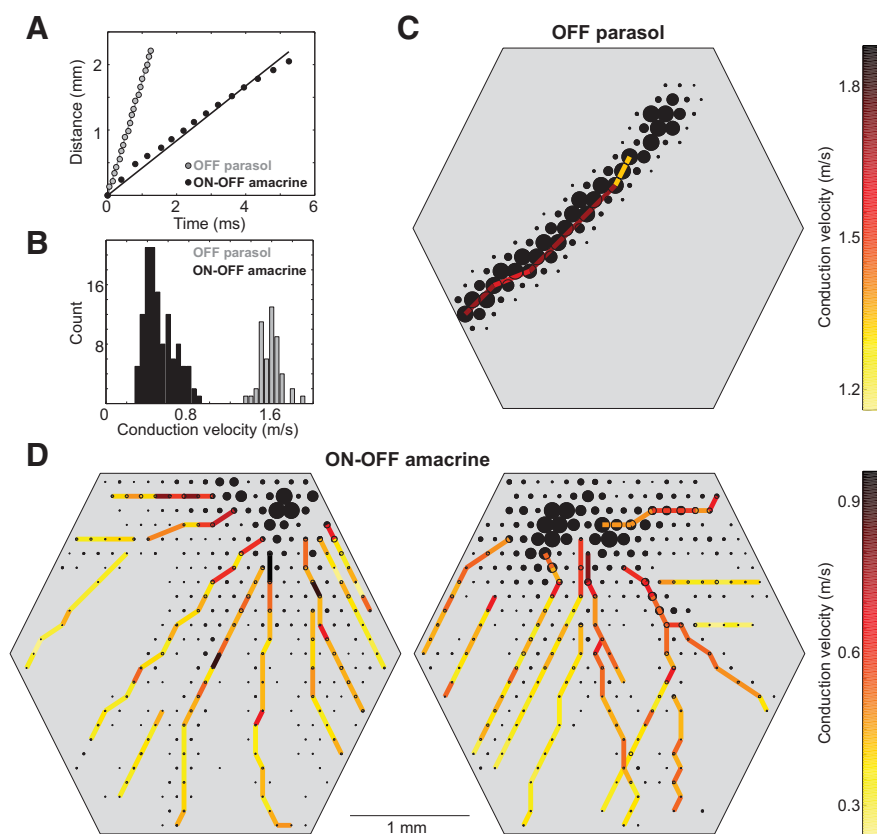 A
Distance (mm)
2
1
0
OFF parasol
ON-OFF amacrine
0 2 4 6
Time (ms)
B
OFF parasol
ON-OFF amacrine
Count
16
8
0 0.8 1.6
Conduction velocity (m/s)
C
OFF parasol
Conduction velocity (m/s)
1.8
1.5
1.2
D
ON-OFF amacrine
1 mm
Conduction velocity (m/s)
0.9
0.6
0.3